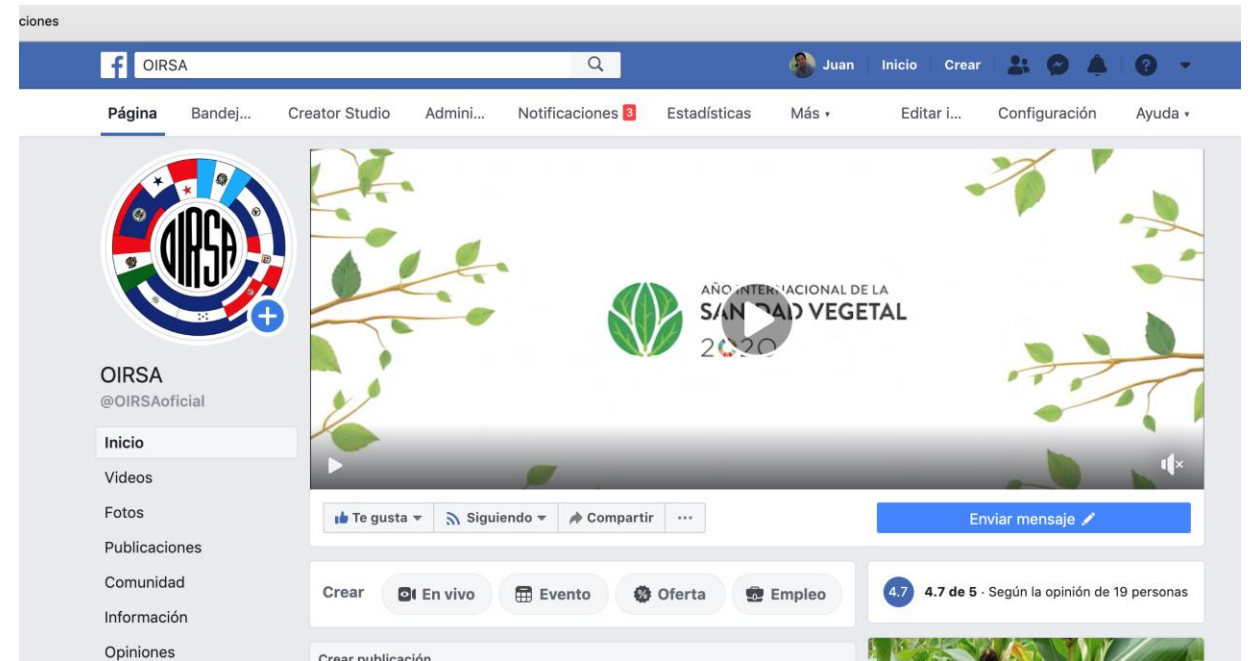 ciones
OIRSA
Juan Inicio Crear
Página Bandej... Creator Studio Admini... Notificaciones 3 Estadísticas Más Editar i... Configuración Ayuda
OIRSA
AÑO INTERNACIONAL DE LA
SANIDAD VEGETAL
2020
OIRSA
@OIRSAoficial
Inicio
Videos
Fotos
Publicaciones
Comunidad
Información
Opiniones
Te gusta Siguiendo Compartir ...
Enviar mensaje
Crear En vivo Evento Oferta Empleo
4.7 4.7 de 5 · Según la opinión de 19 personas
Crear publicación